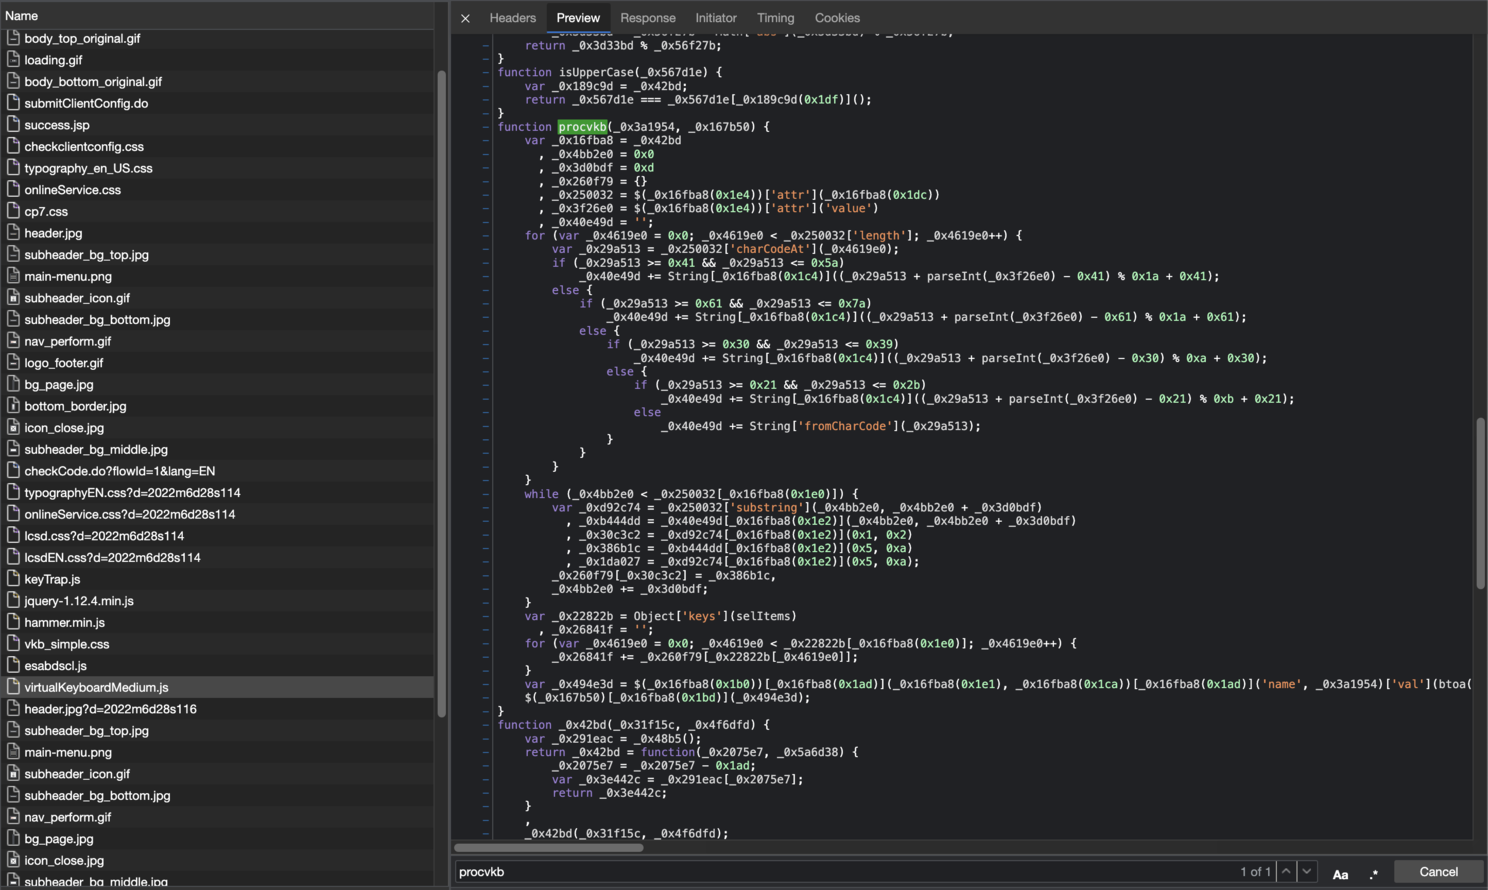 Name
body_top_original.gif
loading.gif
body_bottom_original.gif
submitClientConfig.do
success.jsp
checkclientconfig.css
typography_en_US.css
onlineService.css
cp7.css
header.jpg
subheader_bg_top.jpg
main-menu.png
subheader_icon.gif
subheader_bg_bottom.jpg
nav_perform.gif
logo_footer.gif
bg_page.jpg
bottom_border.jpg
icon_close.jpg
subheader_bg_middle.jpg
checkCode.do?flowId=1&lang=EN
typographyEN.css?d=2022m6d28s114
onlineService.css?d=2022m6d28s114
lcsd.css?d=2022m6d28s114
lcsdEN.css?d=2022m6d28s114
keyTrap.js
jquery-1.12.4.min.js
hammer.min.js
vkb_simple.css
esabdscl.js
virtualKeyboardMedium.js
header.jpg?d=2022m6d28s116
subheader_bg_top.jpg
main-menu.png
subheader_icon.gif
subheader_bg_bottom.jpg
nav_perform.gif
bg_page.jpg
icon_close.jpg
subheader_bg_middle.jpg
Headers Preview Response Initiator Timing Cookies
return _0x3d33bd % _0x56f27b;
}
function isUpperCase(_0x567d1e) {
var _0x189c9d = _0x42bd;
return _0x567d1e === _0x567d1e[_0x189c9d(0x1df)]();
}
function procvkb(_0x3a1954, _0x167b50) {
var _0x16fba8 = _0x42bd
, _0x4bb2e0 = 0x0
, _0x3d0bdf = 0xd
, _0x260f79 = {}
, _0x250032 = $(_0x16fba8(0x1e4))['attr'](_0x16fba8(0x1dc))
, _0x3f26e0 = $(_0x16fba8(0x1e4))['attr']('value')
, _0x40e49d = '';
for (var _0x4619e0 = 0x0; _0x4619e0 < _0x250032['length']; _0x4619e0++) {
var _0x29a513 = _0x250032['charCodeAt'](_0x4619e0);
if (_0x29a513 >= 0x41 && _0x29a513 <= 0x5a)
_0x40e49d += String[_0x16fba8(0x1c4)]((_0x29a513 + parseInt(_0x3f26e0) - 0x41) % 0x1a + 0x41);
else {
if (_0x29a513 >= 0x61 && _0x29a513 <= 0x7a)
_0x40e49d += String[_0x16fba8(0x1c4)]((_0x29a513 + parseInt(_0x3f26e0) - 0x61) % 0x1a + 0x61);
else {
if (_0x29a513 >= 0x30 && _0x29a513 <= 0x39)
_0x40e49d += String[_0x16fba8(0x1c4)]((_0x29a513 + parseInt(_0x3f26e0) - 0x30) % 0xa + 0x30);
else {
if (_0x29a513 >= 0x21 && _0x29a513 <= 0x2b)
_0x40e49d += String[_0x16fba8(0x1c4)]((_0x29a513 + parseInt(_0x3f26e0) - 0x21) % 0xb + 0x21);
else
_0x40e49d += String['fromCharCode'](_0x29a513);
}
}
}
}
while (_0x4bb2e0 < _0x250032[_0x16fba8(0x1e0)]) {
var _0xd92c74 = _0x250032['substring'](_0x4bb2e0, _0x4bb2e0 + _0x3d0bdf)
, _0xb444dd = _0x40e49d[_0x16fba8(0x1e2)](_0x4bb2e0, _0x4bb2e0 + _0x3d0bdf)
, _0x30c3c2 = _0xd92c74[_0x16fba8(0x1e2)](0x1, 0x2)
, _0x386b1c = _0xb444dd[_0x16fba8(0x1e2)](0x5, 0xa)
, _0x1da027 = _0xd92c74[_0x16fba8(0x1e2)](0x5, 0xa);
_0x260f79[_0x30c3c2] = _0x386b1c,
_0x4bb2e0 += _0x3d0bdf;
}
var _0x22822b = Object['keys'](selItems)
, _0x26841f = '';
for (var _0x4619e0 = 0x0; _0x4619e0 < _0x22822b[_0x16fba8(0x1e0)]; _0x4619e0++) {
_0x26841f += _0x260f79[_0x22822b[_0x4619e0]];
}
var _0x494e3d = $(_0x16fba8(0x1b0))[_0x16fba8(0x1ad)](_0x16fba8(0x1e1), _0x16fba8(0x1ca))[_0x16fba8(0x1ad)]('name', _0x3a1954)['val'](btoa(
$(_0x167b50)[_0x16fba8(0x1bd)](_0x494e3d);
}
function _0x42bd(_0x31f15c, _0x4f6dfd) {
var _0x291eac = _0x48b5();
return _0x42bd = function(_0x2075e7, _0x5a6d38) {
_0x2075e7 = _0x2075e7 - 0x1ad;
var _0x3e442c = _0x291eac[_0x2075e7];
return _0x3e442c;
}
,
_0x42bd(_0x31f15c, _0x4f6dfd);
procvkb 1 of 1 Aa .* Cancel